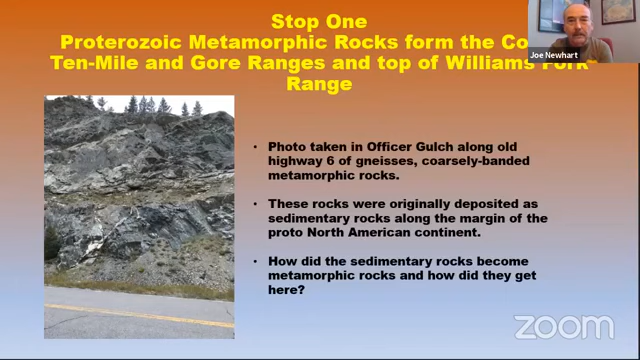 Stop One
Proterozoic Metamorphic Rocks form the Co
Ten-Mile and Gore Ranges and top of Williams Fork
Range
Joe Newhart
• Photo taken in Officer Gulch along old
highway 6 of gneisses, coarsely-banded
metamorphic rocks.
• These rocks were originally deposited as
sedimentary rocks along the margin of the
proto North American continent.
• How did the sedimentary rocks become
metamorphic rocks and how did they get
here?
zoom